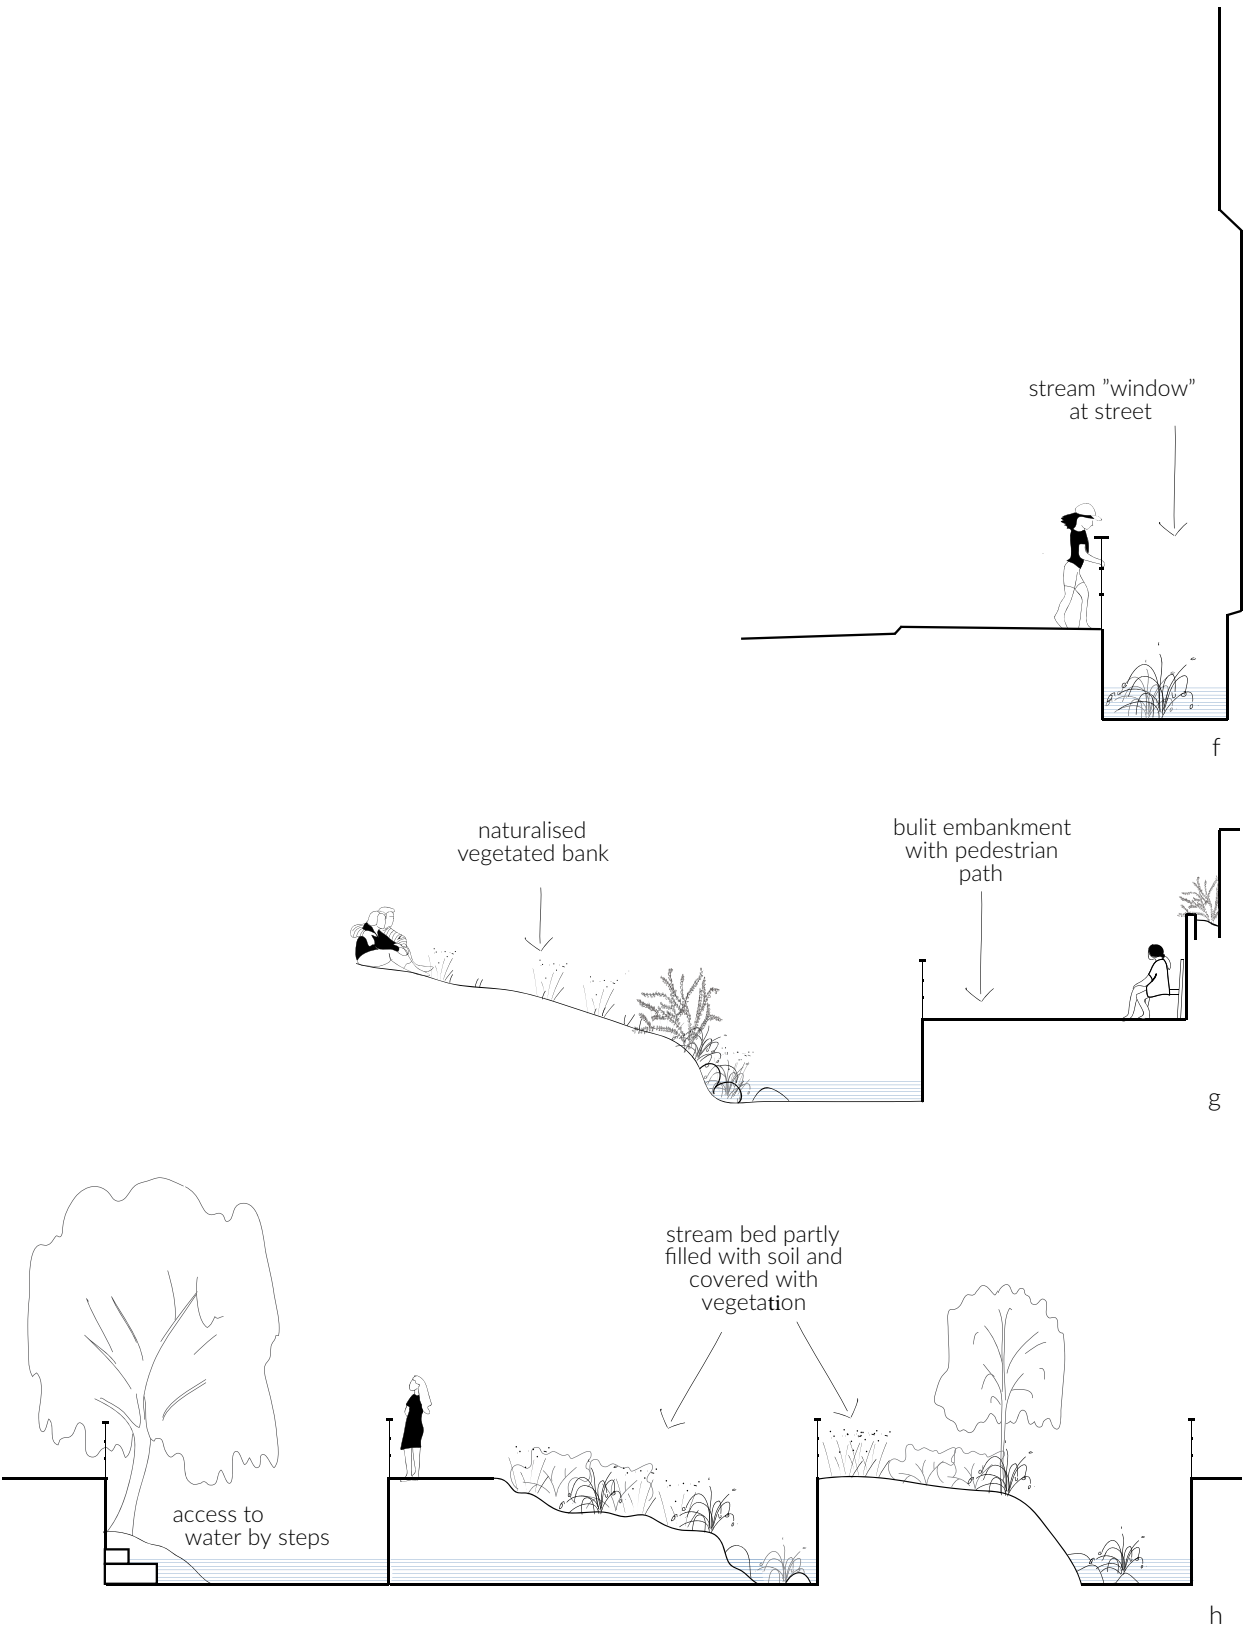 stream ”window”
at street
f
naturalised
vegetated bank
bulit embankment
with pedestrian
path
g
stream bed partly
filled with soil and
covered with
vegetation
access to
water by steps
h